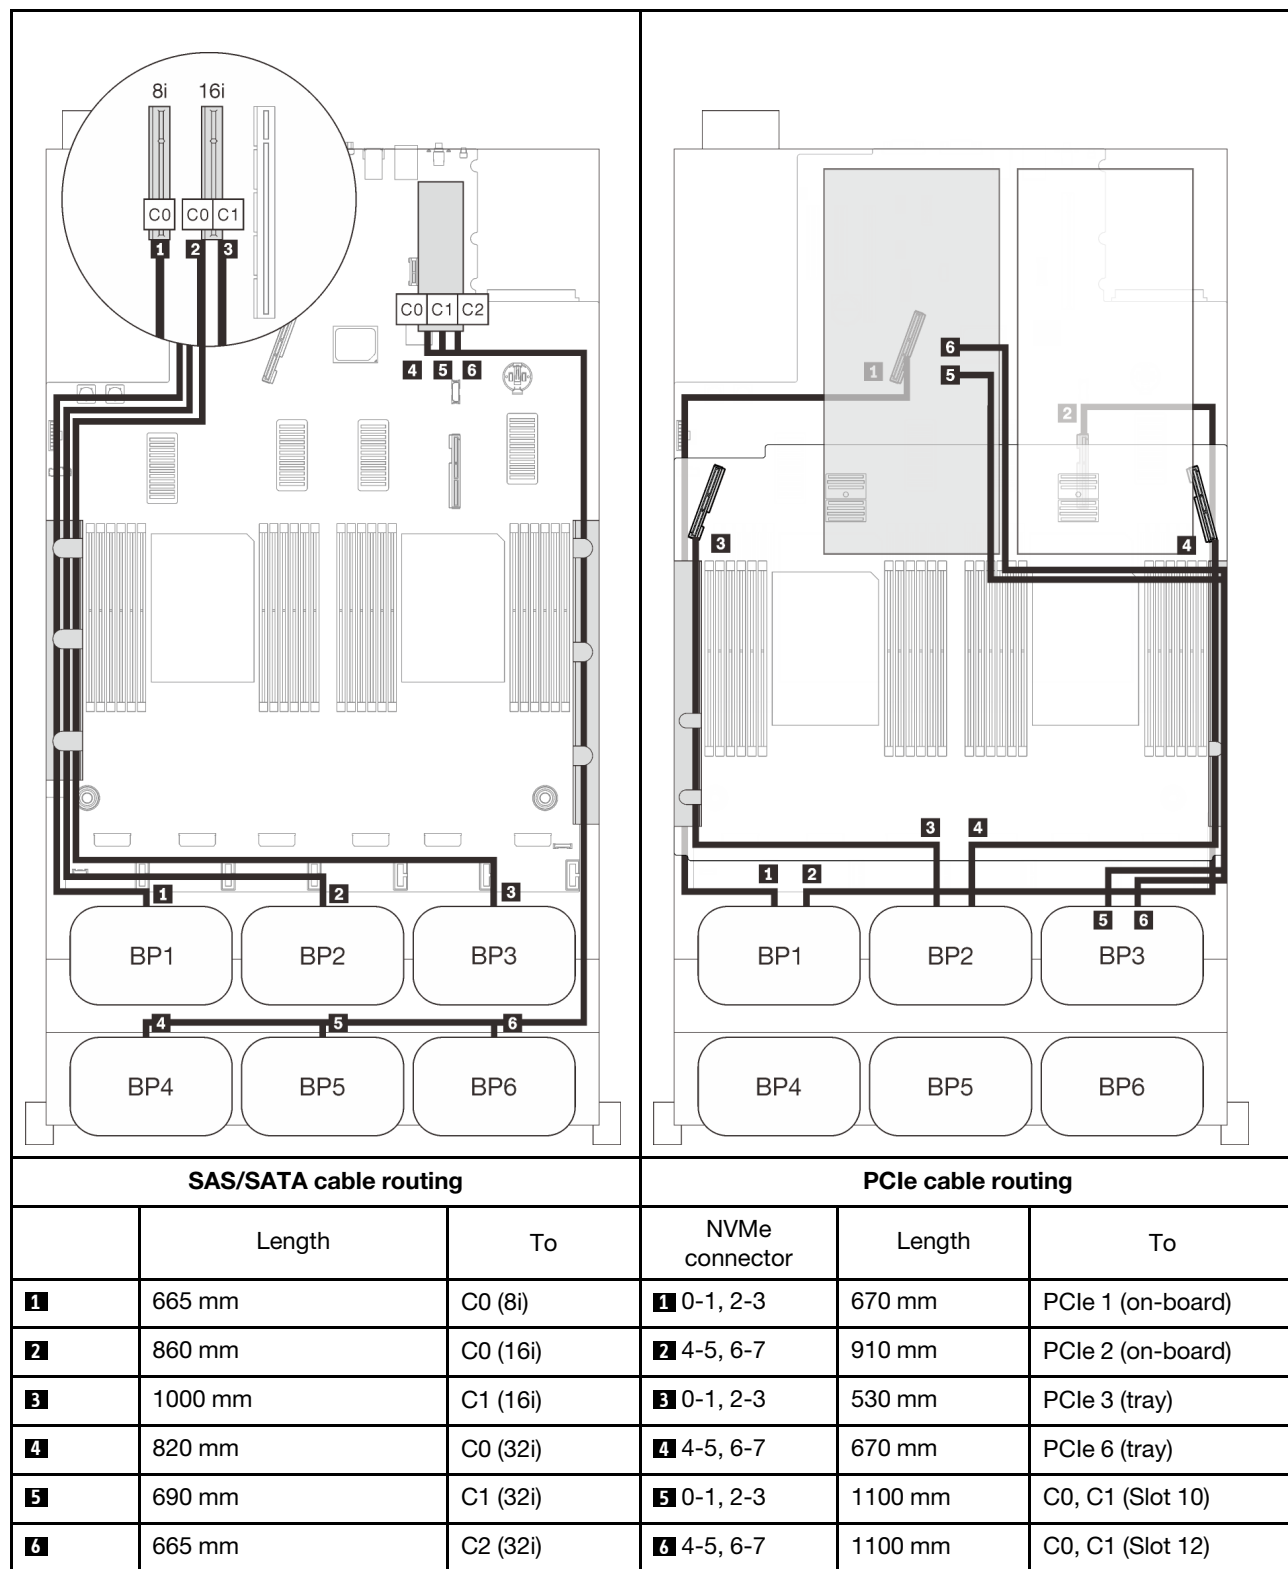 8i 16i
C0 C0 C1
1 2 3
C0 C1 C2
4 5 6
1 2 3
BP1 BP2 BP3
4 5 6
BP4 BP5 BP6
6
1 5
2
3 4
3 4
1 2
5 6
BP1 BP2 BP3
BP4 BP5 BP6
SAS/SATA cable routing PCIe cable routing
Length To NVMe connector Length To
1 665 mm C0 (8i) 1 0-1, 2-3 670 mm PCIe 1 (on-board)
2 860 mm C0 (16i) 2 4-5, 6-7 910 mm PCIe 2 (on-board)
3 1000 mm C1 (16i) 3 0-1, 2-3 530 mm PCIe 3 (tray)
4 820 mm C0 (32i) 4 4-5, 6-7 670 mm PCIe 6 (tray)
5 690 mm C1 (32i) 5 0-1, 2-3 1100 mm C0, C1 (Slot 10)
6 665 mm C2 (32i) 6 4-5, 6-7 1100 mm C0, C1 (Slot 12)